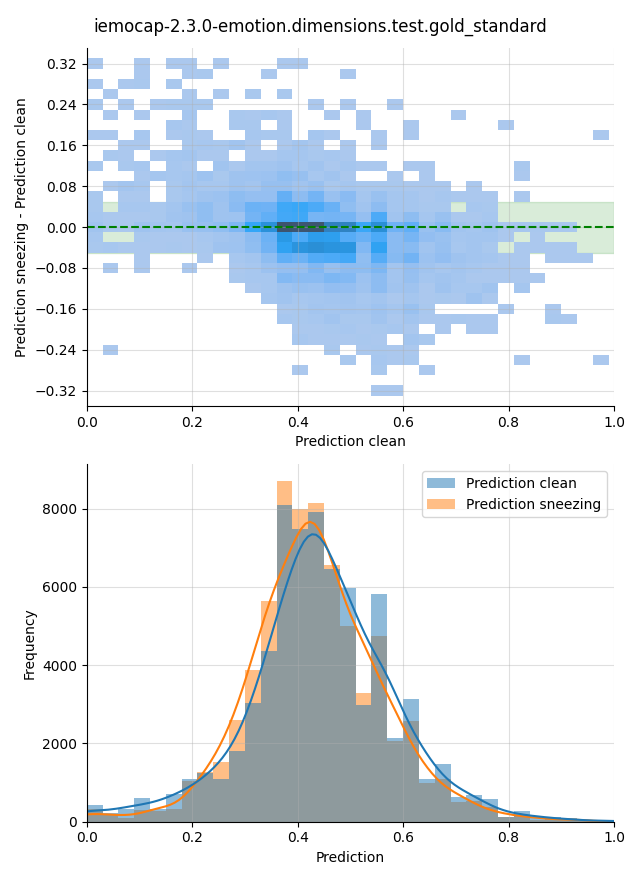 iemocap-2.3.0-emotion.dimensions.test.gold_standard
Prediction sneezing - Prediction clean
0.32
0.24
0.16
0.08
0.00
−0.08
−0.16
−0.24
−0.32
0.0 0.2 0.4 0.6 0.8 1.0
Prediction clean
Frequency
8000
6000
4000
2000
0
Prediction clean
Prediction sneezing
0.0 0.2 0.4 0.6 0.8 1.0
Prediction